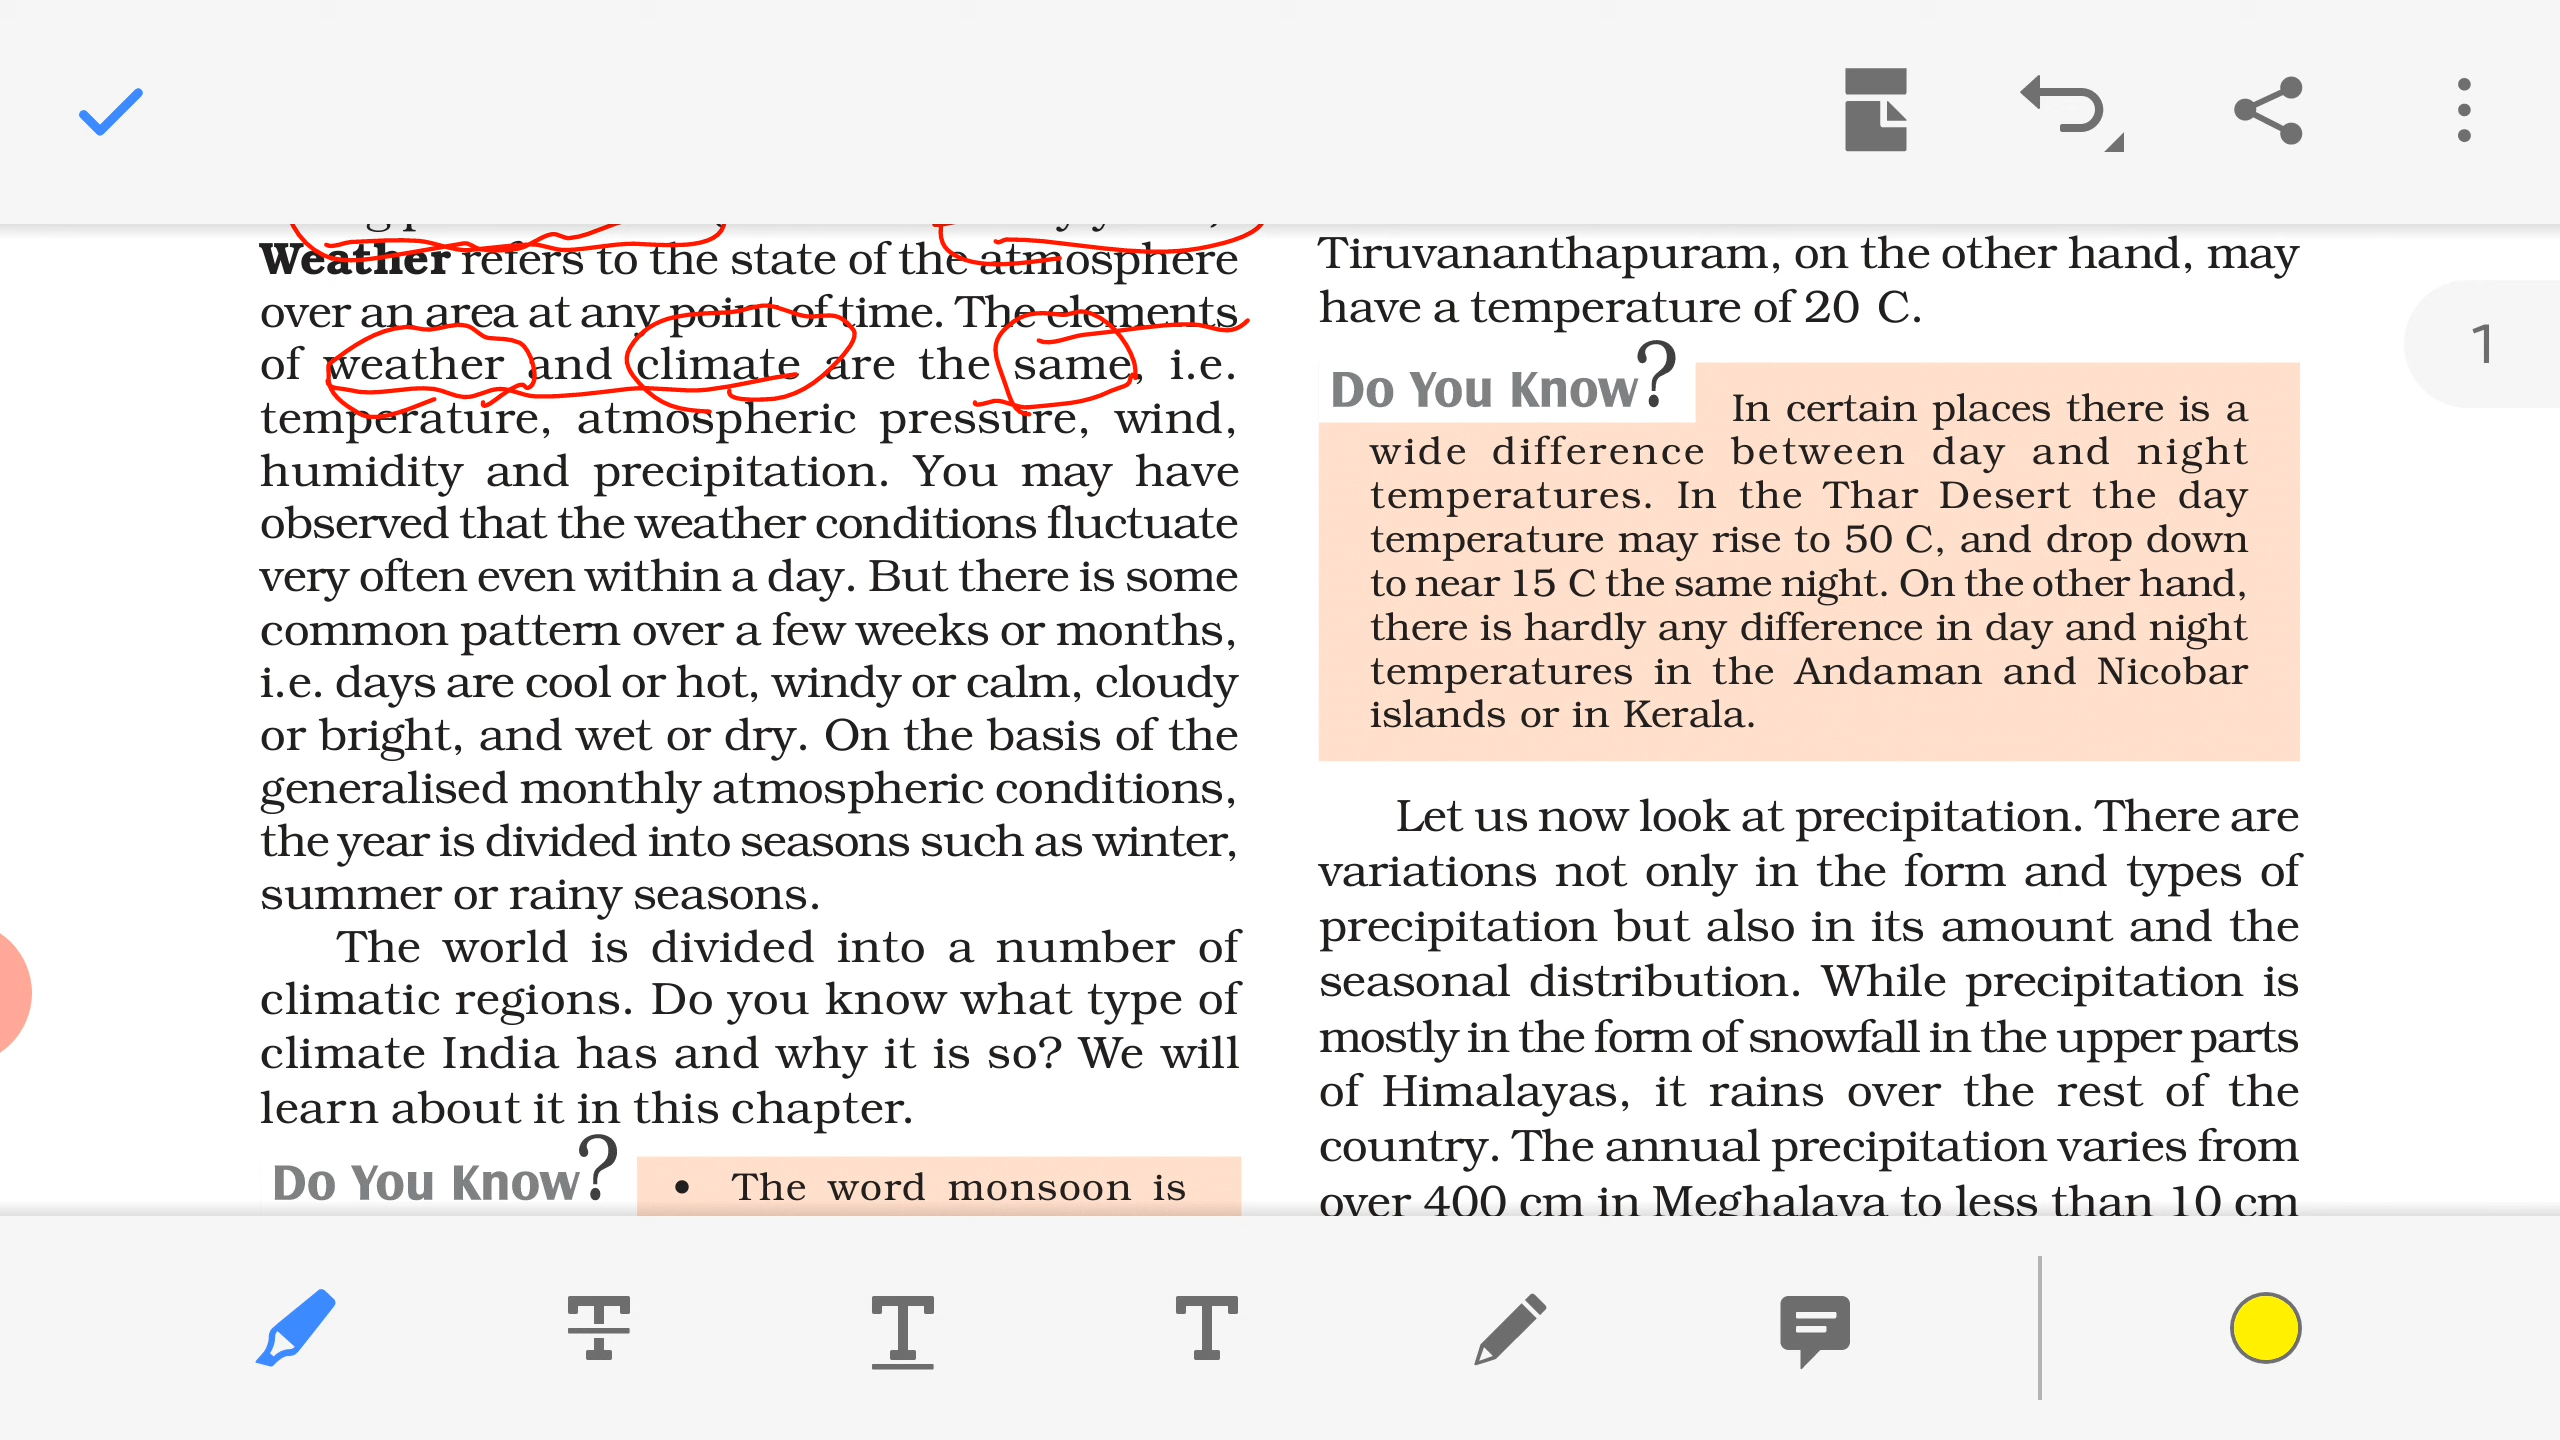 Weather refers to the state of the atmosphere
over an area at any point of time. The elements
of weather and climate are the same, i.e.
temperature, atmospheric pressure, wind,
humidity and precipitation. You may have
observed that the weather conditions fluctuate
very often even within a day. But there is some
common pattern over a few weeks or months,
i.e. days are cool or hot, windy or calm, cloudy
or bright, and wet or dry. On the basis of the
generalised monthly atmospheric conditions,
the year is divided into seasons such as winter,
summer or rainy seasons.
The world is divided into a number of
climatic regions. Do you know what type of
climate India has and why it is so? We will
learn about it in this chapter.
Do You Know?
• The word monsoon is
Tiruvananthapuram, on the other hand, may
have a temperature of 20 C.
Do You Know?
In certain places there is a
wide difference between day and night
temperatures. In the Thar Desert the day
temperature may rise to 50 C, and drop down
to near 15 C the same night. On the other hand,
there is hardly any difference in day and night
temperatures in the Andaman and Nicobar
islands or in Kerala.
Let us now look at precipitation. There are
variations not only in the form and types of
precipitation but also in its amount and the
seasonal distribution. While precipitation is
mostly in the form of snowfall in the upper parts
of Himalayas, it rains over the rest of the
country. The annual precipitation varies from
over 400 cm in Meghalaya to less than 10 cm
1